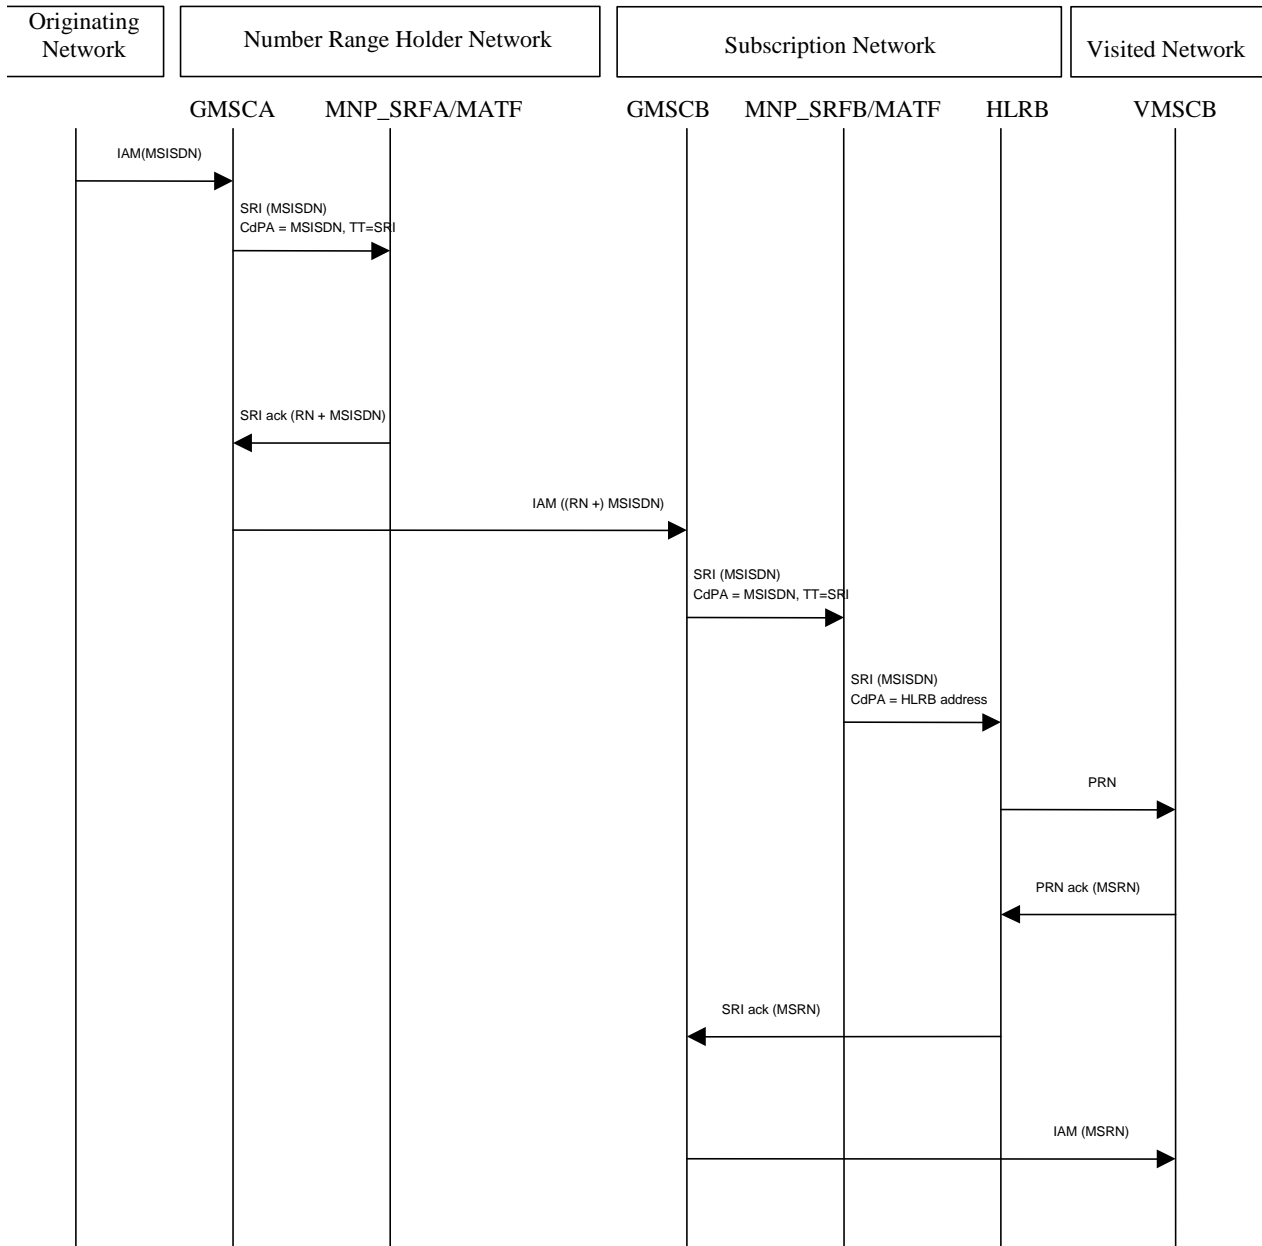 Originating
Network
Number Range Holder Network
Subscription Network
Visited Network
GMSCA
MNP_SRFA/MATF
GMSCB
MNP_SRFB/MATF
HLRB
VMSCB
IAM(MSISDN)
SRI (MSISDN)
CdPA = MSISDN, TT=SRI
SRI ack (RN + MSISDN)
IAM ((RN +) MSISDN)
SRI (MSISDN)
CdPA = MSISDN, TT=SRI
SRI (MSISDN)
CdPA = HLRB address
PRN
PRN ack (MSRN)
SRI ack (MSRN)
IAM (MSRN)